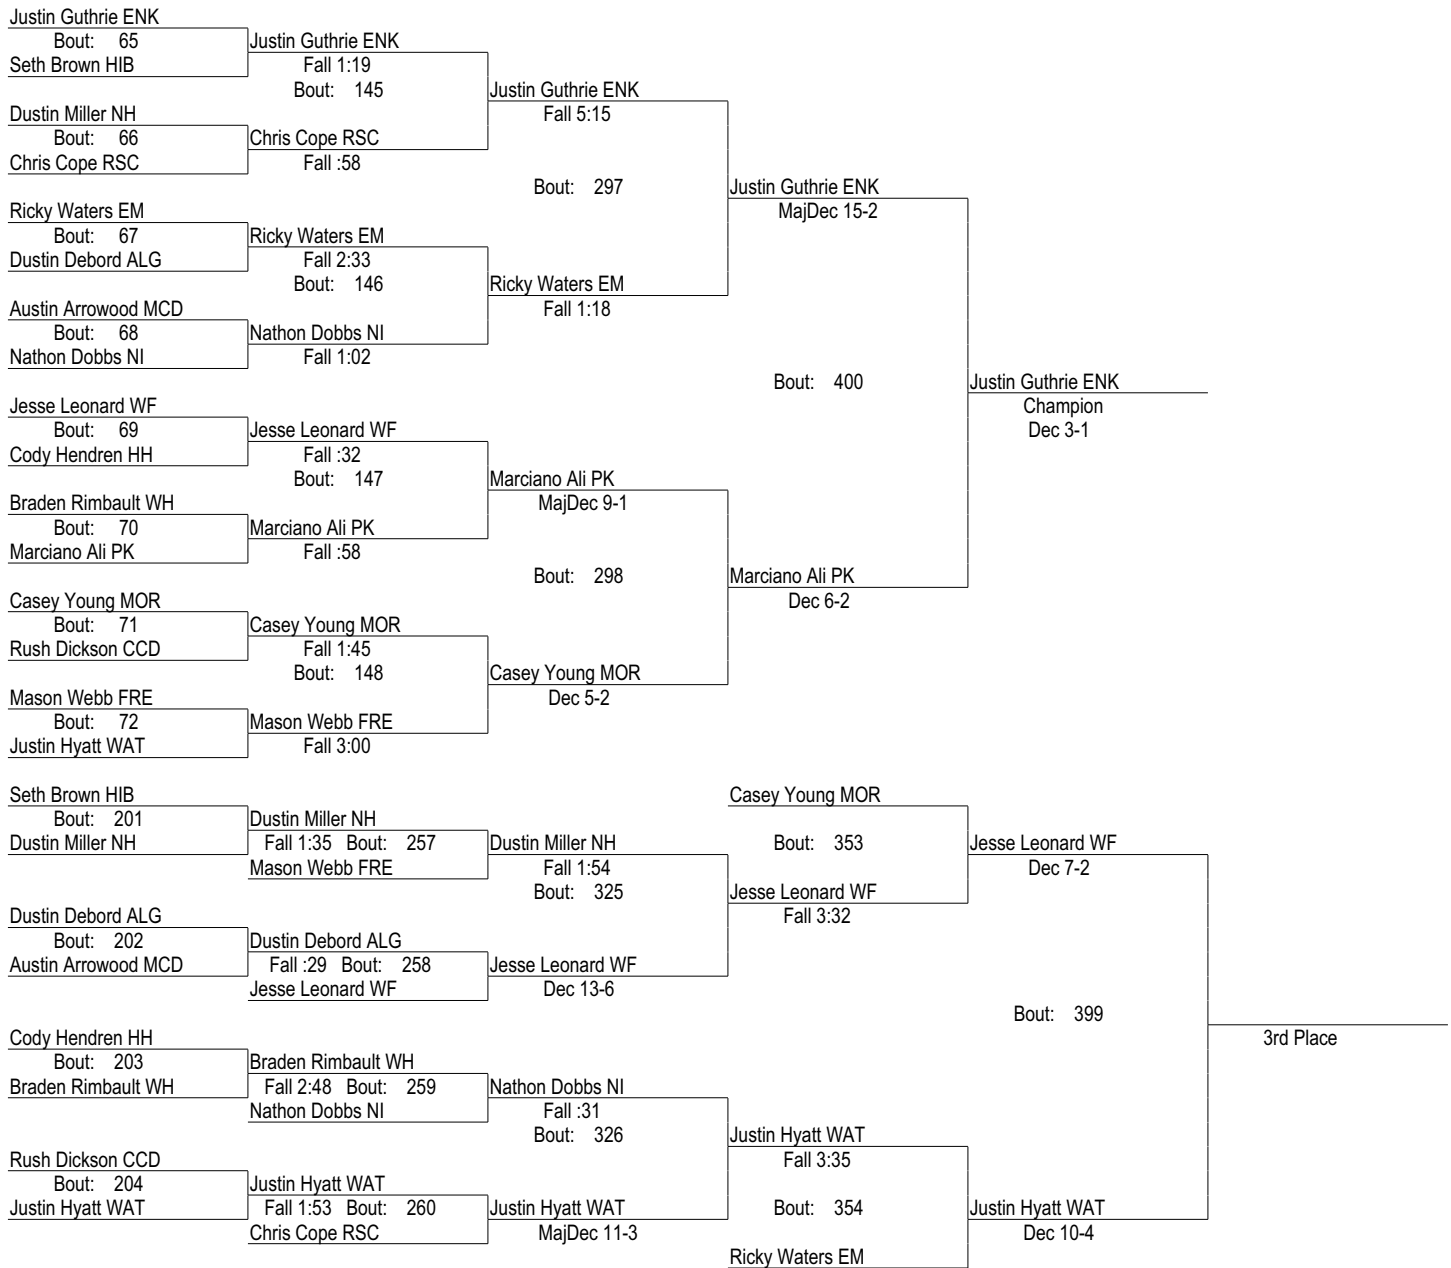 Justin Guthrie ENK
Bout: 65
Justin Guthrie ENK
Seth Brown HIB
Fall 1:19
Bout: 145
Justin Guthrie ENK
Dustin Miller NH
Fall 5:15
Bout: 66
Chris Cope RSC
Chris Cope RSC
Fall :58
Bout: 297
Justin Guthrie ENK
Ricky Waters EM
MajDec 15-2
Bout: 67
Ricky Waters EM
Dustin Debord ALG
Fall 2:33
Bout: 146
Ricky Waters EM
Austin Arrowood MCD
Fall 1:18
Bout: 68
Nathon Dobbs NI
Nathon Dobbs NI
Fall 1:02
Bout: 400
Justin Guthrie ENK
Jesse Leonard WF
Champion
Bout: 69
Jesse Leonard WF
Dec 3-1
Cody Hendren HH
Fall :32
Bout: 147
Marciano Ali PK
Braden Rimbault WH
MajDec 9-1
Bout: 70
Marciano Ali PK
Marciano Ali PK
Fall :58
Bout: 298
Marciano Ali PK
Casey Young MOR
Dec 6-2
Bout: 71
Casey Young MOR
Rush Dickson CCD
Fall 1:45
Bout: 148
Casey Young MOR
Mason Webb FRE
Dec 5-2
Bout: 72
Mason Webb FRE
Justin Hyatt WAT
Fall 3:00
Seth Brown HIB
Casey Young MOR
Bout: 201
Dustin Miller NH
Dustin Miller NH
Fall 1:35 Bout: 257
Dustin Miller NH
Bout: 353
Jesse Leonard WF
Mason Webb FRE
Fall 1:54
Dec 7-2
Bout: 325
Jesse Leonard WF
Dustin Debord ALG
Fall 3:32
Bout: 202
Dustin Debord ALG
Austin Arrowood MCD
Fall :29 Bout: 258
Jesse Leonard WF
Jesse Leonard WF
Dec 13-6
Bout: 399
Cody Hendren HH
3rd Place
Bout: 203
Braden Rimbault WH
Braden Rimbault WH
Fall 2:48 Bout: 259
Nathon Dobbs NI
Nathon Dobbs NI
Fall :31
Bout: 326
Justin Hyatt WAT
Rush Dickson CCD
Fall 3:35
Bout: 204
Justin Hyatt WAT
Justin Hyatt WAT
Fall 1:53 Bout: 260
Justin Hyatt WAT
Bout: 354
Justin Hyatt WAT
Chris Cope RSC
MajDec 11-3
Dec 10-4
Ricky Waters EM